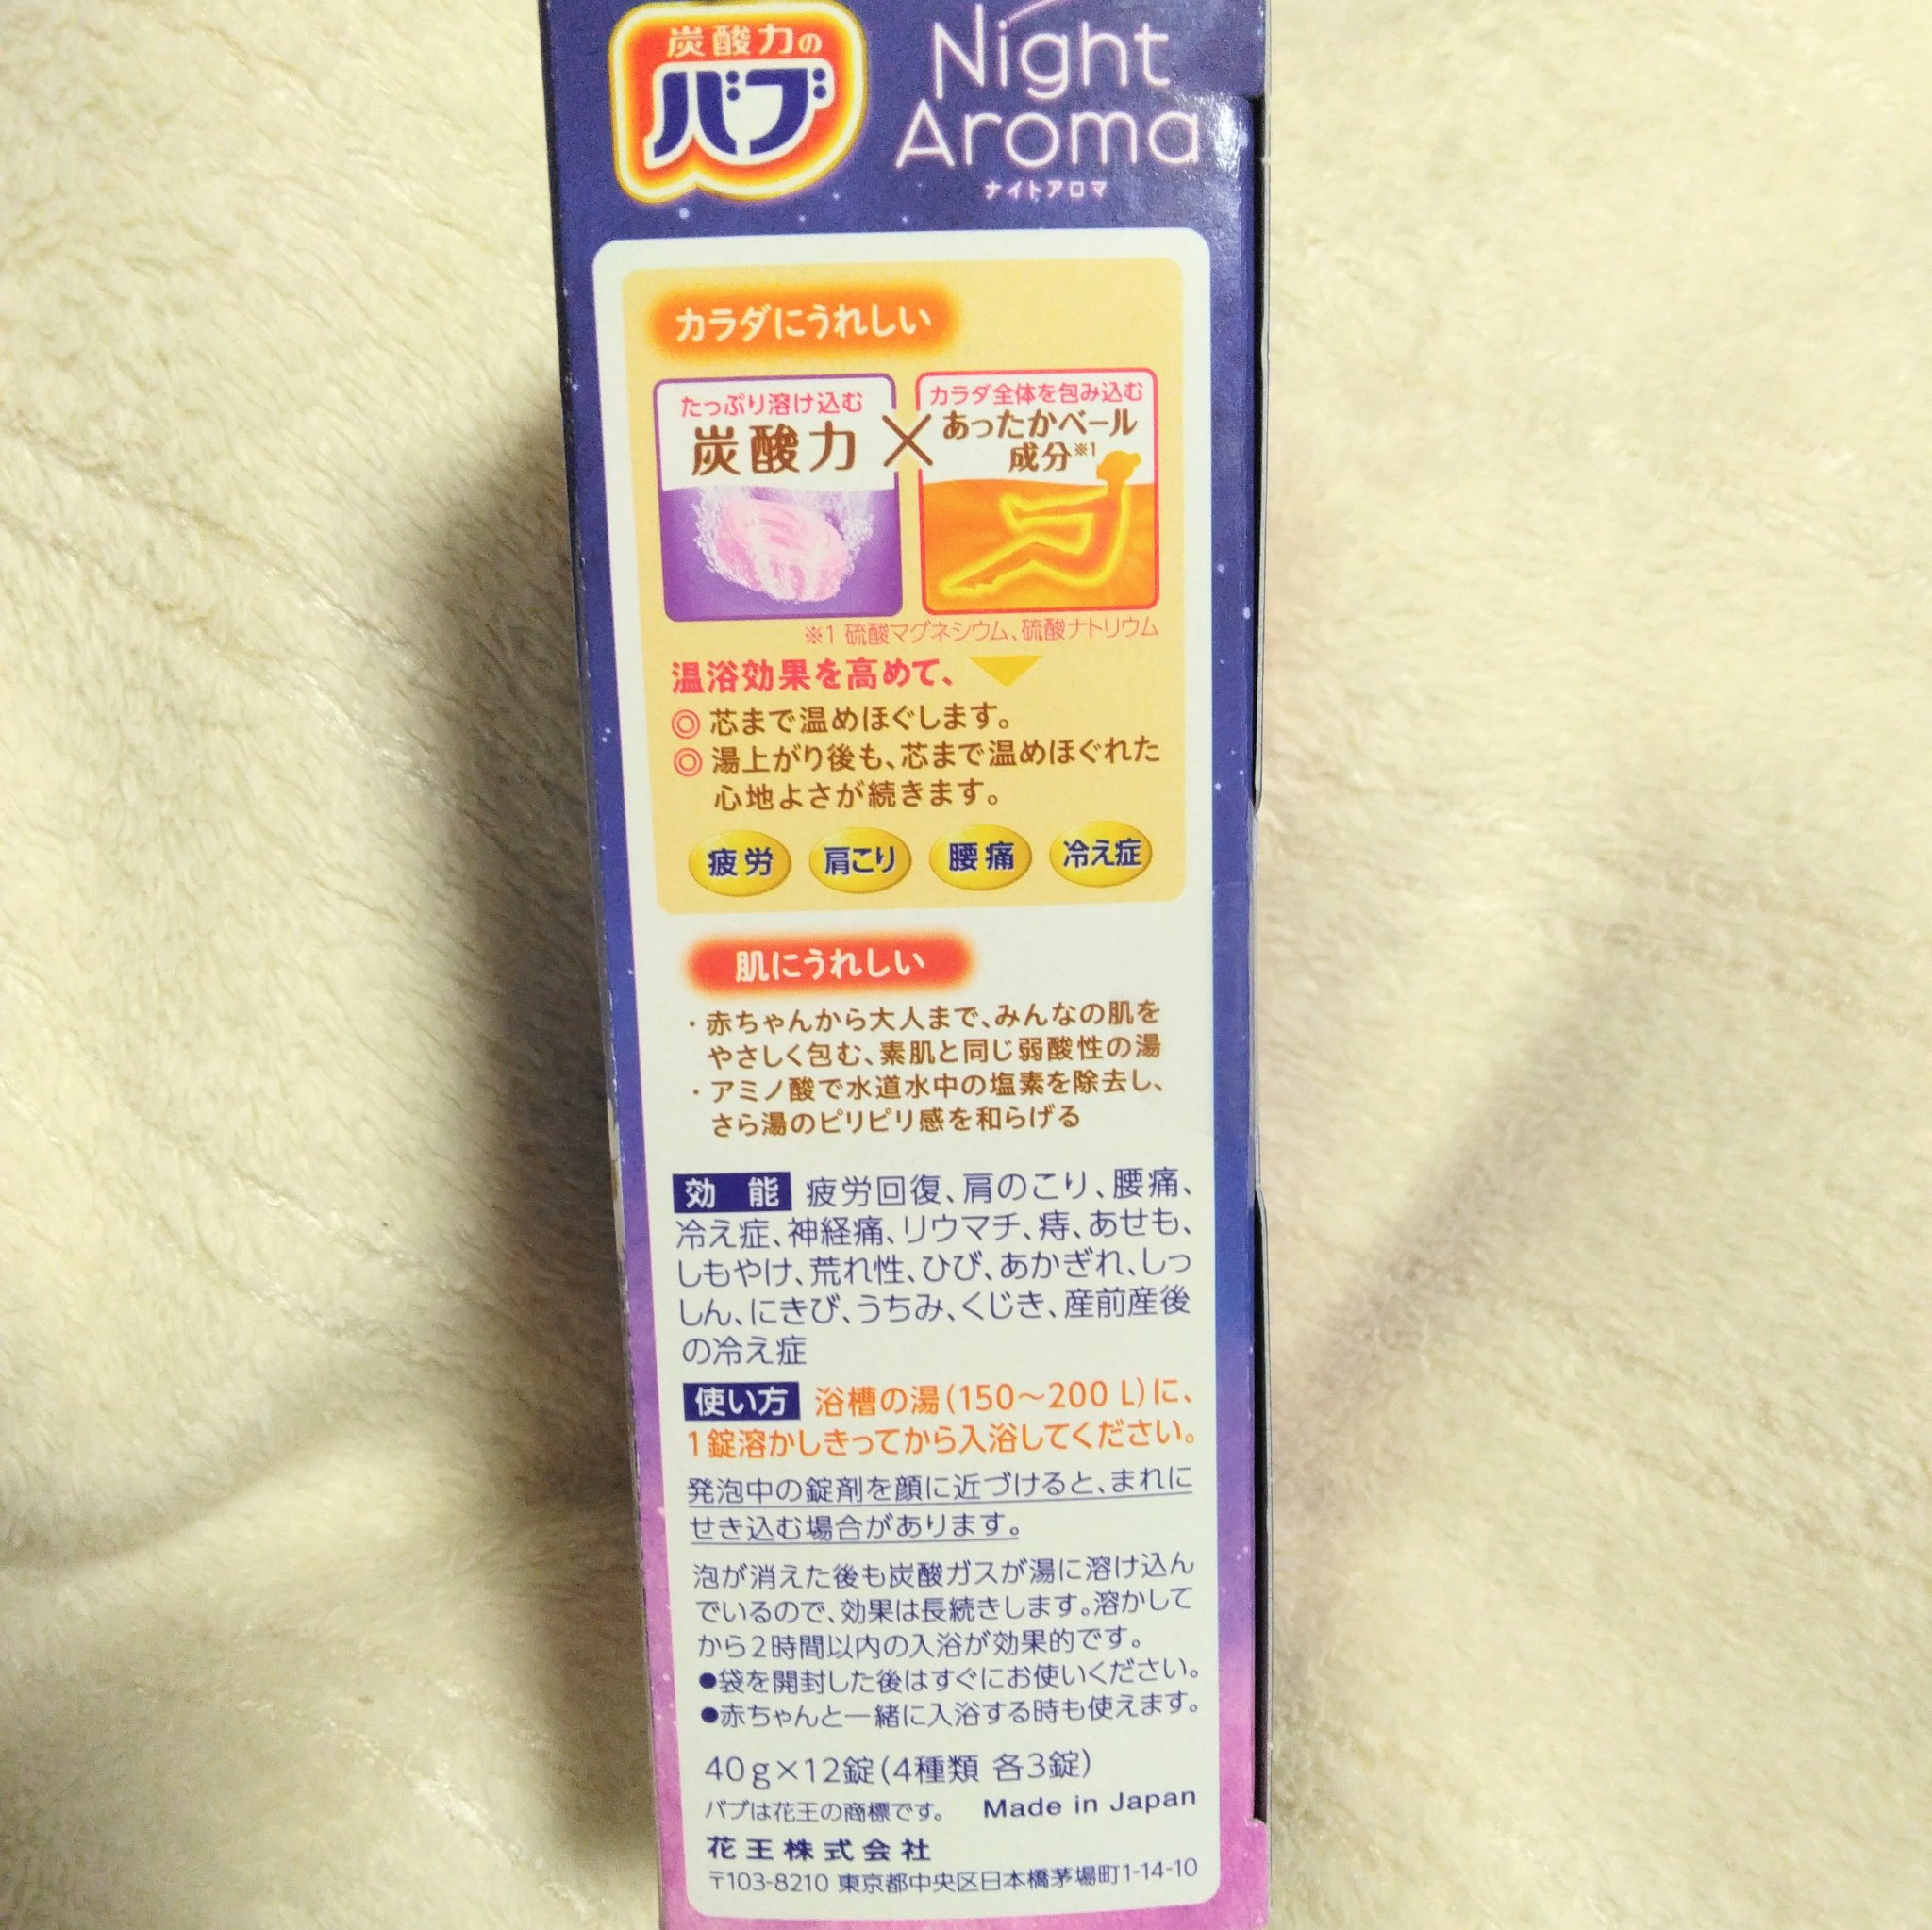 炭酸力の
バブ
Night
Aroma
ナイトアロマ
カラダにうれしい
たっぷり溶け込む
炭酸力
×
カラダ全体を包み込む
あったかベール
成分※1
※1 硫酸マグネシウム、硫酸ナトリウム
温浴効果を高めて、
◎ 芯まで温めほぐします。
◎ 湯上がり後も、芯まで温めほぐれた
心地よさが続きます。
疲労 肩こり 腰痛 冷え症
肌にうれしい
・赤ちゃんから大人まで、みんなの肌を
やさしく包む、素肌と同じ弱酸性の湯
・アミノ酸で水道水中の塩素を除去し、
さら湯のピリピリ感を和らげる
効能 疲労回復、肩のこり、腰痛、
冷え症、神経痛、リウマチ、痔、あせも、
しもやけ、荒れ性、ひび、あかぎれ、しっ
しん、にきび、うちみ、くじき、産前産後
の冷え症
使い方 浴槽の湯(150～200 L)に、
1錠溶かしきってから入浴してください。
発泡中の錠剤を顔に近づけると、まれに
せき込む場合があります。
泡が消えた後も炭酸ガスが湯に溶け込ん
でいるので、効果は長続きします。溶かして
から2時間以内の入浴が効果的です。
●袋を開封した後はすぐにお使いください。
●赤ちゃんと一緒に入浴する時も使えます。
40g×12錠(4種類 各3錠)
バブは花王の商標です。 Made in Japan
花王株式会社
〒103-8210 東京都中央区日本橋茅場町1-14-10